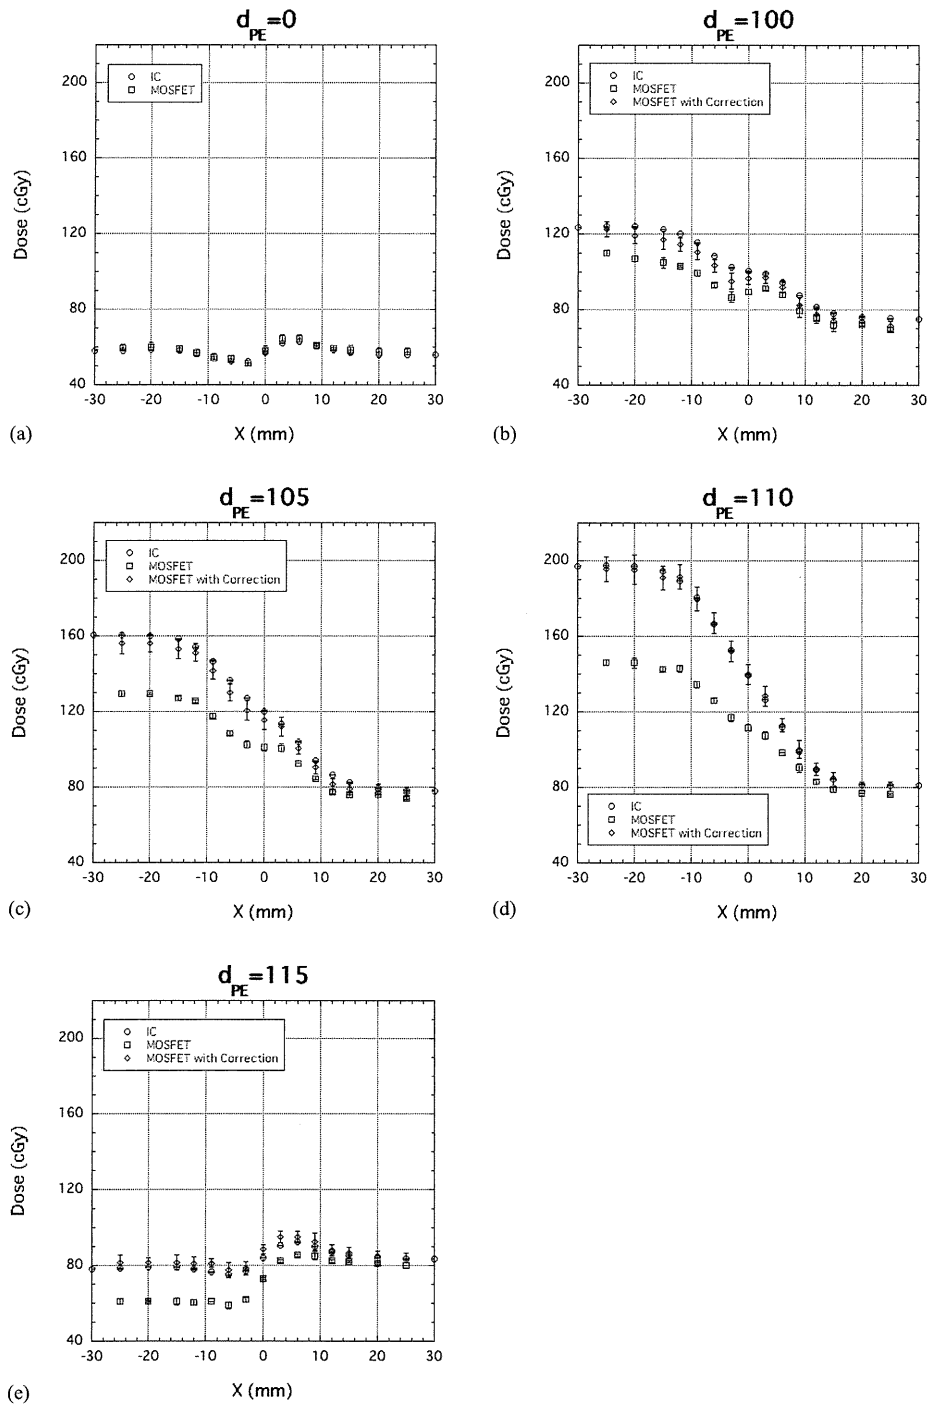 d_PE=0
200
160
120
80
40
Dose (cGy)
IC
MOSFET
-30 -20 -10 0 10 20 30
X (mm)
(a)
d_PE=100
200
160
120
80
40
Dose (cGy)
IC
MOSFET
MOSFET with Correction
-30 -20 -10 0 10 20 30
X (mm)
(b)
d_PE=105
200
160
120
80
40
Dose (cGy)
IC
MOSFET
MOSFET with Correction
-30 -20 -10 0 10 20 30
X (mm)
(c)
d_PE=110
200
160
120
80
40
Dose (cGy)
IC
MOSFET
MOSFET with Correction
-30 -20 -10 0 10 20 30
X (mm)
(d)
d_PE=115
200
160
120
80
40
Dose (cGy)
IC
MOSFET
MOSFET with Correction
-30 -20 -10 0 10 20 30
X (mm)
(e)